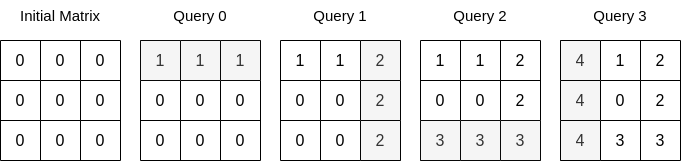 Initial Matrix Query 0 Query 1 Query 2 Query 3
0 0 0 1 1 1 1 1 2 1 1 2 4 1 2
0 0 0 0 0 0 0 0 2 0 0 2 4 0 2
0 0 0 0 0 0 0 0 2 3 3 3 4 3 3